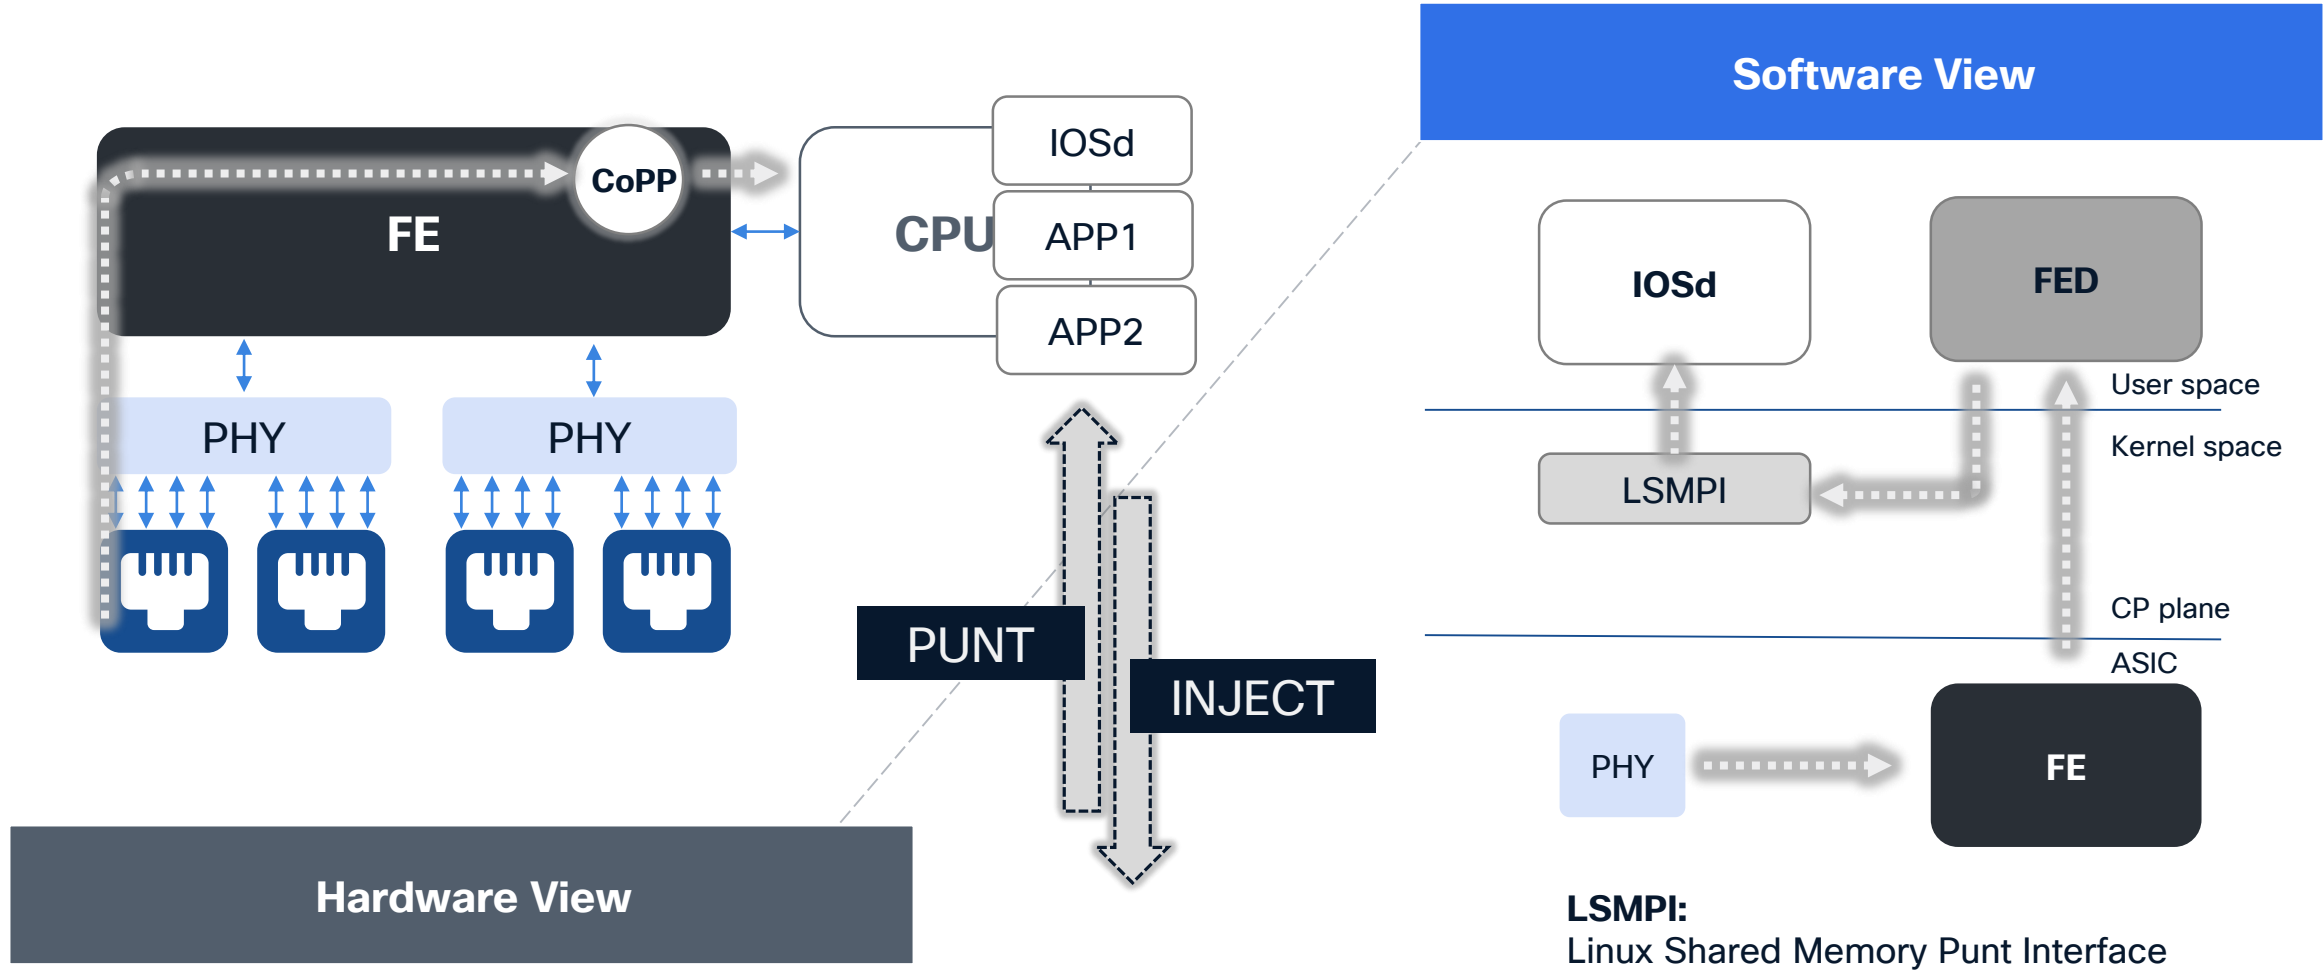 Software View
IOSd
CoPP
FE
CPU
APP1
APP2
PHY
PHY
PUNT
INJECT
Hardware View
IOSd
FED
User space
Kernel space
LSMPI
CP plane
ASIC
PHY
FE
LSMPI:
Linux Shared Memory Punt Interface